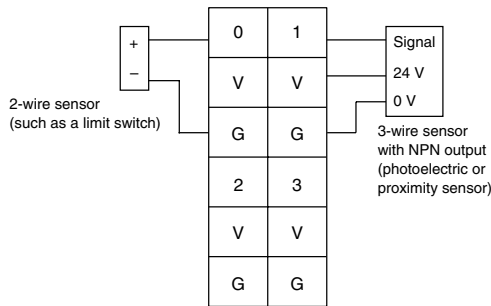 +
–
2-wire sensor
(such as a limit switch)
0 1
V V
G G
2 3
V V
G G
Signal
24 V
0 V
3-wire sensor
with NPN output
(photoelectric or
proximity sensor)